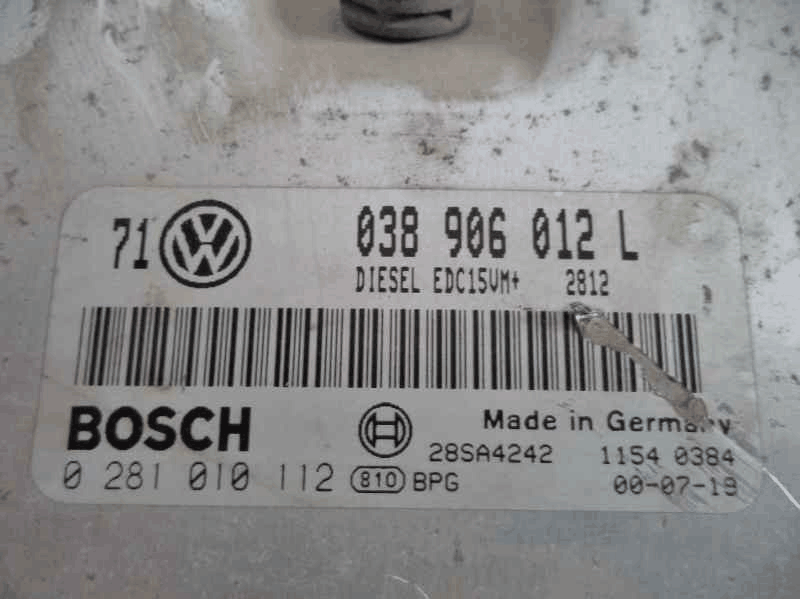 71 VW 038 906 012 L
DIESEL EDC15VM+ 2812
BOSCH
Made in Germany
28SA4242 1154 0384
0 281 010 112 810 BPG 00-07-19